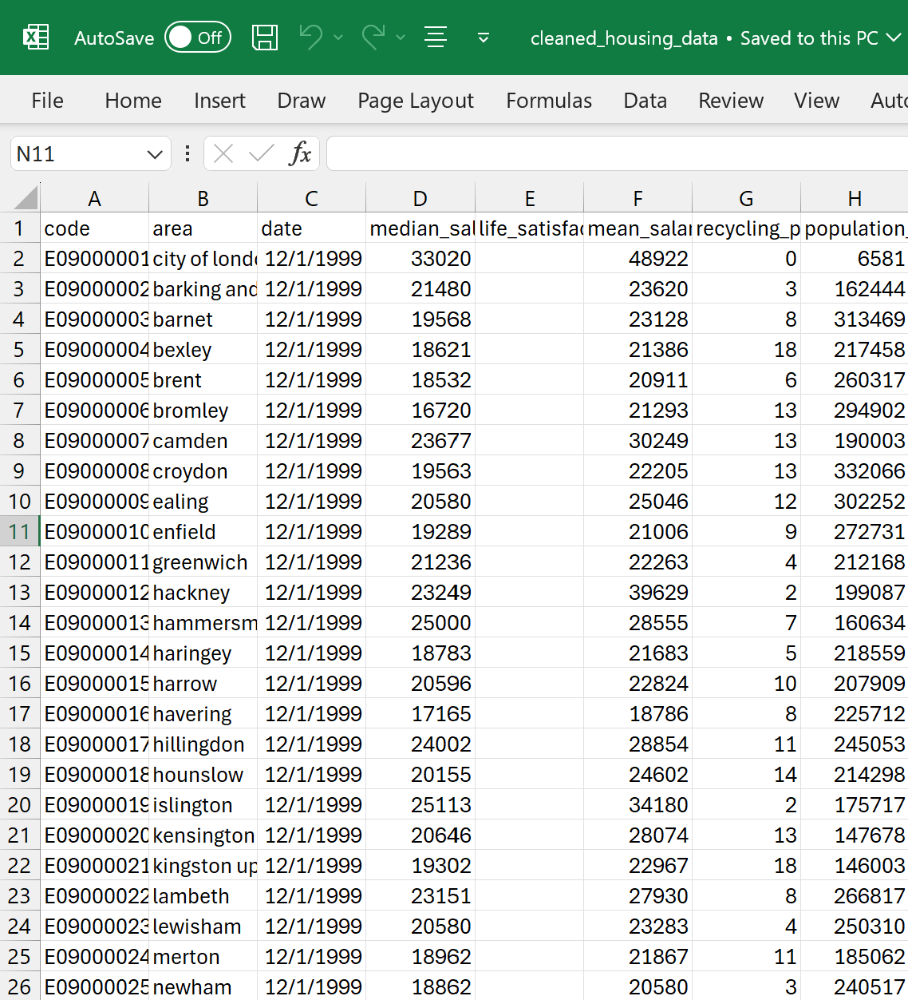 AutoSave Off cleaned_housing_data • Saved to this PC
File Home Insert Draw Page Layout Formulas Data Review View Auto
N11 fx
A B C D E F G H
1 code area date median_sal life_satisfac mean_salar recycling_p population_
2 E09000001 city of londo 12/1/1999 33020 48922 0 6581
3 E09000002 barking and 12/1/1999 21480 23620 3 162444
4 E09000003 barnet 12/1/1999 19568 23128 8 313469
5 E09000004 bexley 12/1/1999 18621 21386 18 217458
6 E09000005 brent 12/1/1999 18532 20911 6 260317
7 E09000006 bromley 12/1/1999 16720 21293 13 294902
8 E09000007 camden 12/1/1999 23677 30249 13 190003
9 E09000008 croydon 12/1/1999 19563 22205 13 332066
10 E09000009 ealing 12/1/1999 20580 25046 12 302252
11 E09000010 enfield 12/1/1999 19289 21006 9 272731
12 E09000011 greenwich 12/1/1999 21236 22263 4 212168
13 E09000012 hackney 12/1/1999 23249 39629 2 199087
14 E09000013 hammersm 12/1/1999 25000 28555 7 160634
15 E09000014 haringey 12/1/1999 18783 21683 5 218559
16 E09000015 harrow 12/1/1999 20596 22824 10 207909
17 E09000016 havering 12/1/1999 17165 18786 8 225712
18 E09000017 hillingdon 12/1/1999 24002 28854 11 245053
19 E09000018 hounslow 12/1/1999 20155 24602 14 214298
20 E09000019 islington 12/1/1999 25113 34180 2 175717
21 E09000020 kensington 12/1/1999 20646 28074 13 147678
22 E09000021 kingston up 12/1/1999 19302 22967 18 146003
23 E09000022 lambeth 12/1/1999 23151 27930 8 266817
24 E09000023 lewisham 12/1/1999 20580 23283 4 250310
25 E09000024 merton 12/1/1999 18962 21867 11 185062
26 E09000025 newham 12/1/1999 18862 20580 3 240517